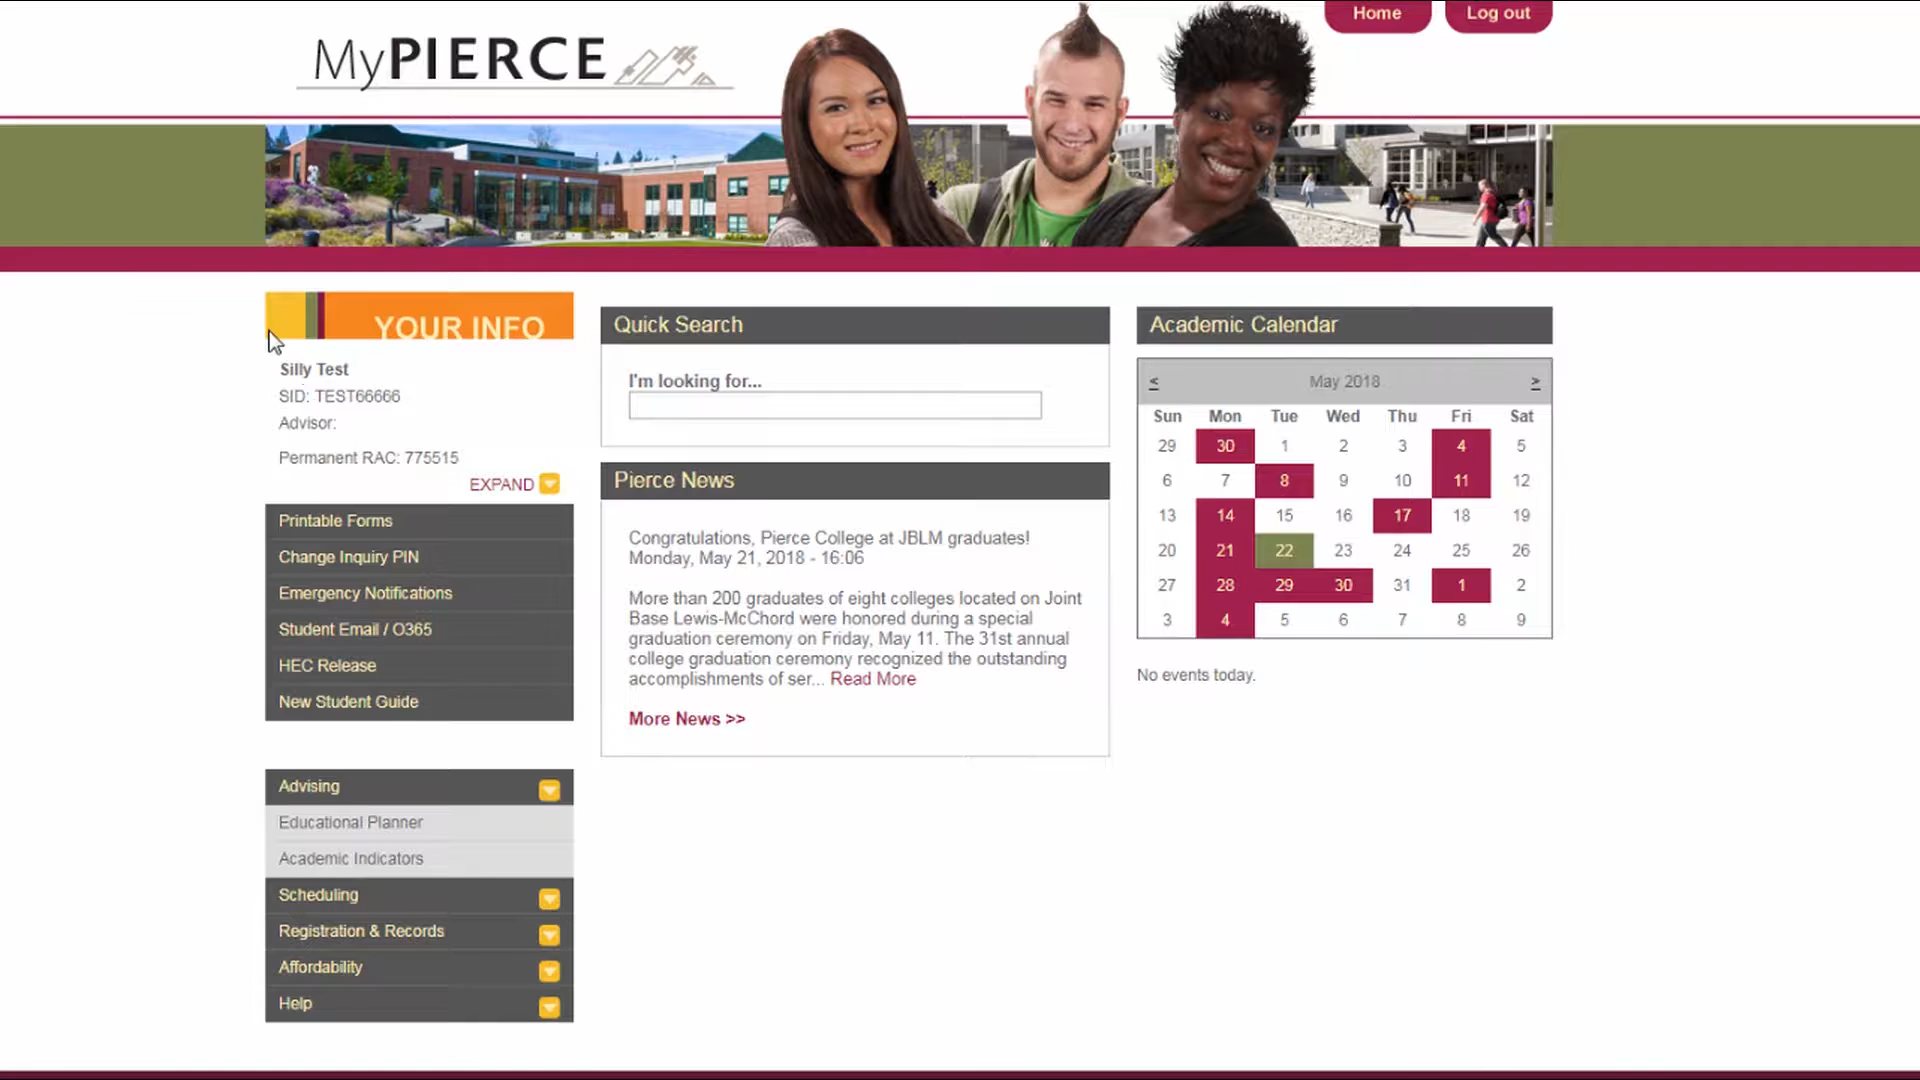 MyPIERCE
Home
Log out
YOUR INFO
Silly Test
SID: TEST66666
Advisor:
Permanent RAC: 775515
EXPAND
Printable Forms
Change Inquiry PIN
Emergency Notifications
Student Email / O365
HEC Release
New Student Guide
Advising
Educational Planner
Academic Indicators
Scheduling
Registration & Records
Affordability
Help
Quick Search
I'm looking for...
Pierce News
Congratulations, Pierce College at JBLM graduates!
Monday, May 21, 2018 - 16:06
More than 200 graduates of eight colleges located on Joint
Base Lewis-McChord were honored during a special
graduation ceremony on Friday, May 11. The 31st annual
college graduation ceremony recognized the outstanding
accomplishments of ser... Read More
More News >>
Academic Calendar
< May 2018 >
Sun Mon Tue Wed Thu Fri Sat
29 30 1 2 3 4 5
6 7 8 9 10 11 12
13 14 15 16 17 18 19
20 21 22 23 24 25 26
27 28 29 30 31 1 2
3 4 5 6 7 8 9
No events today.